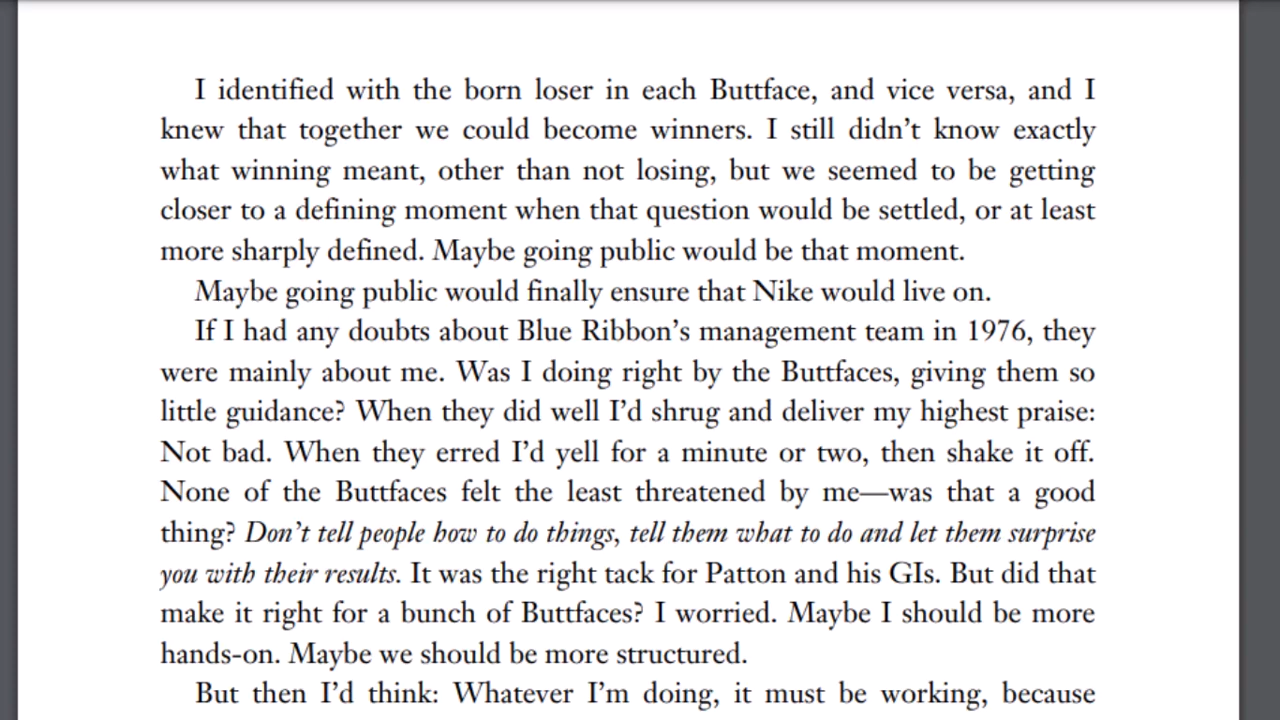 I identified with the born loser in each Buttface, and vice versa, and I
knew that together we could become winners. I still didn’t know exactly
what winning meant, other than not losing, but we seemed to be getting
closer to a defining moment when that question would be settled, or at least
more sharply defined. Maybe going public would be that moment.
Maybe going public would finally ensure that Nike would live on.
If I had any doubts about Blue Ribbon’s management team in 1976, they
were mainly about me. Was I doing right by the Buttfaces, giving them so
little guidance? When they did well I’d shrug and deliver my highest praise:
Not bad. When they erred I’d yell for a minute or two, then shake it off.
None of the Buttfaces felt the least threatened by me—was that a good
thing? Don’t tell people how to do things, tell them what to do and let them surprise
you with their results. It was the right tack for Patton and his GIs. But did that
make it right for a bunch of Buttfaces? I worried. Maybe I should be more
hands-on. Maybe we should be more structured.
But then I’d think: Whatever I’m doing, it must be working, because